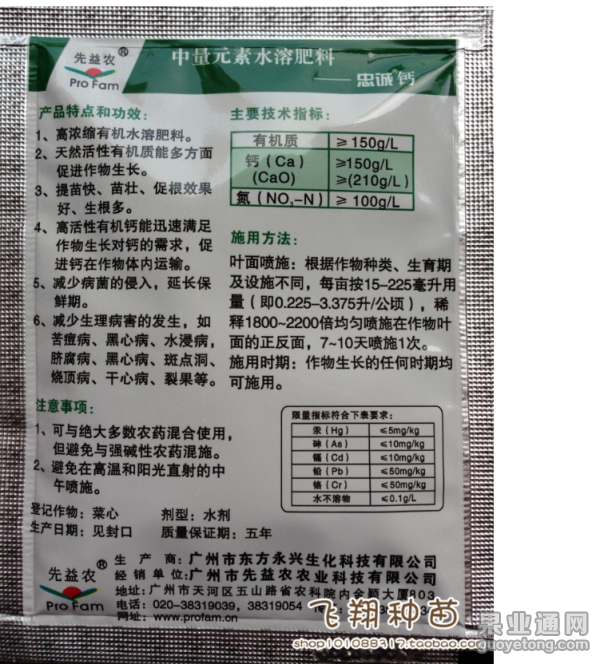 先益农®
Pro Fam
中量元素水溶肥料
——忠诚 钙
产品特点和功效:
1、高浓缩有机水溶肥料。
2、天然活性有机质能多方面
促进作物生长。
3、提苗快、苗壮、促根效果
好、生根多。
4、高活性有机钙能迅速满足
作物生长对钙的需求，促
进钙在作物体内运输。
5、减少病菌的侵入，延长保
鲜期。
6、减少生理病害的发生，如
苦痘病、黑心病、水浸病，
脐腐病、黑心病、斑点洞、
烧顶病、干心病、裂果等。
注意事项:
1、可与绝大多数农药混合使用，
但避免与强碱性农药混施。
2、避免在高温和阳光直射的中
午喷施。
主要技术指标:
有机质 ≥150g/L
钙（Ca） ≥150g/L
(CaO) ≥(210g/L)
氮（NO₃-N） ≥100g/L
施用方法:
叶面喷施：根据作物种类、生育期
及设施不同，每亩按15-225毫升用
量（即0.225-3.375升/公顷），稀
释1800~2200倍均匀喷施在作物叶
面的正反面，7~10天喷施1次。
施用时期：作物生长的任何时期均
可施用。
限量指标符合下表要求:
汞（Hg） ≤5mg/kg
砷（As） ≤10mg/kg
镉（Cd） ≤10mg/kg
铅（Pb） ≤50mg/kg
铬（Cr） ≤50mg/kg
水不溶物 ≤0.1g/L
登记作物：菜心 剂型：水剂
生产日期：见封口 质量保证期：五年
先益农®
Pro Fam
生 产 商:广州市东方永兴生化科技有限公司
经 销 单 位:广州市先益农农业科技有限公司
地址:广州市天河区五山路省农科院内金颖大厦803
电话:020-38319039, 38319054
网址:www.profam.cn
飞翔种苗
shop101089317.taobao.com
果业通网
guoyetong.com